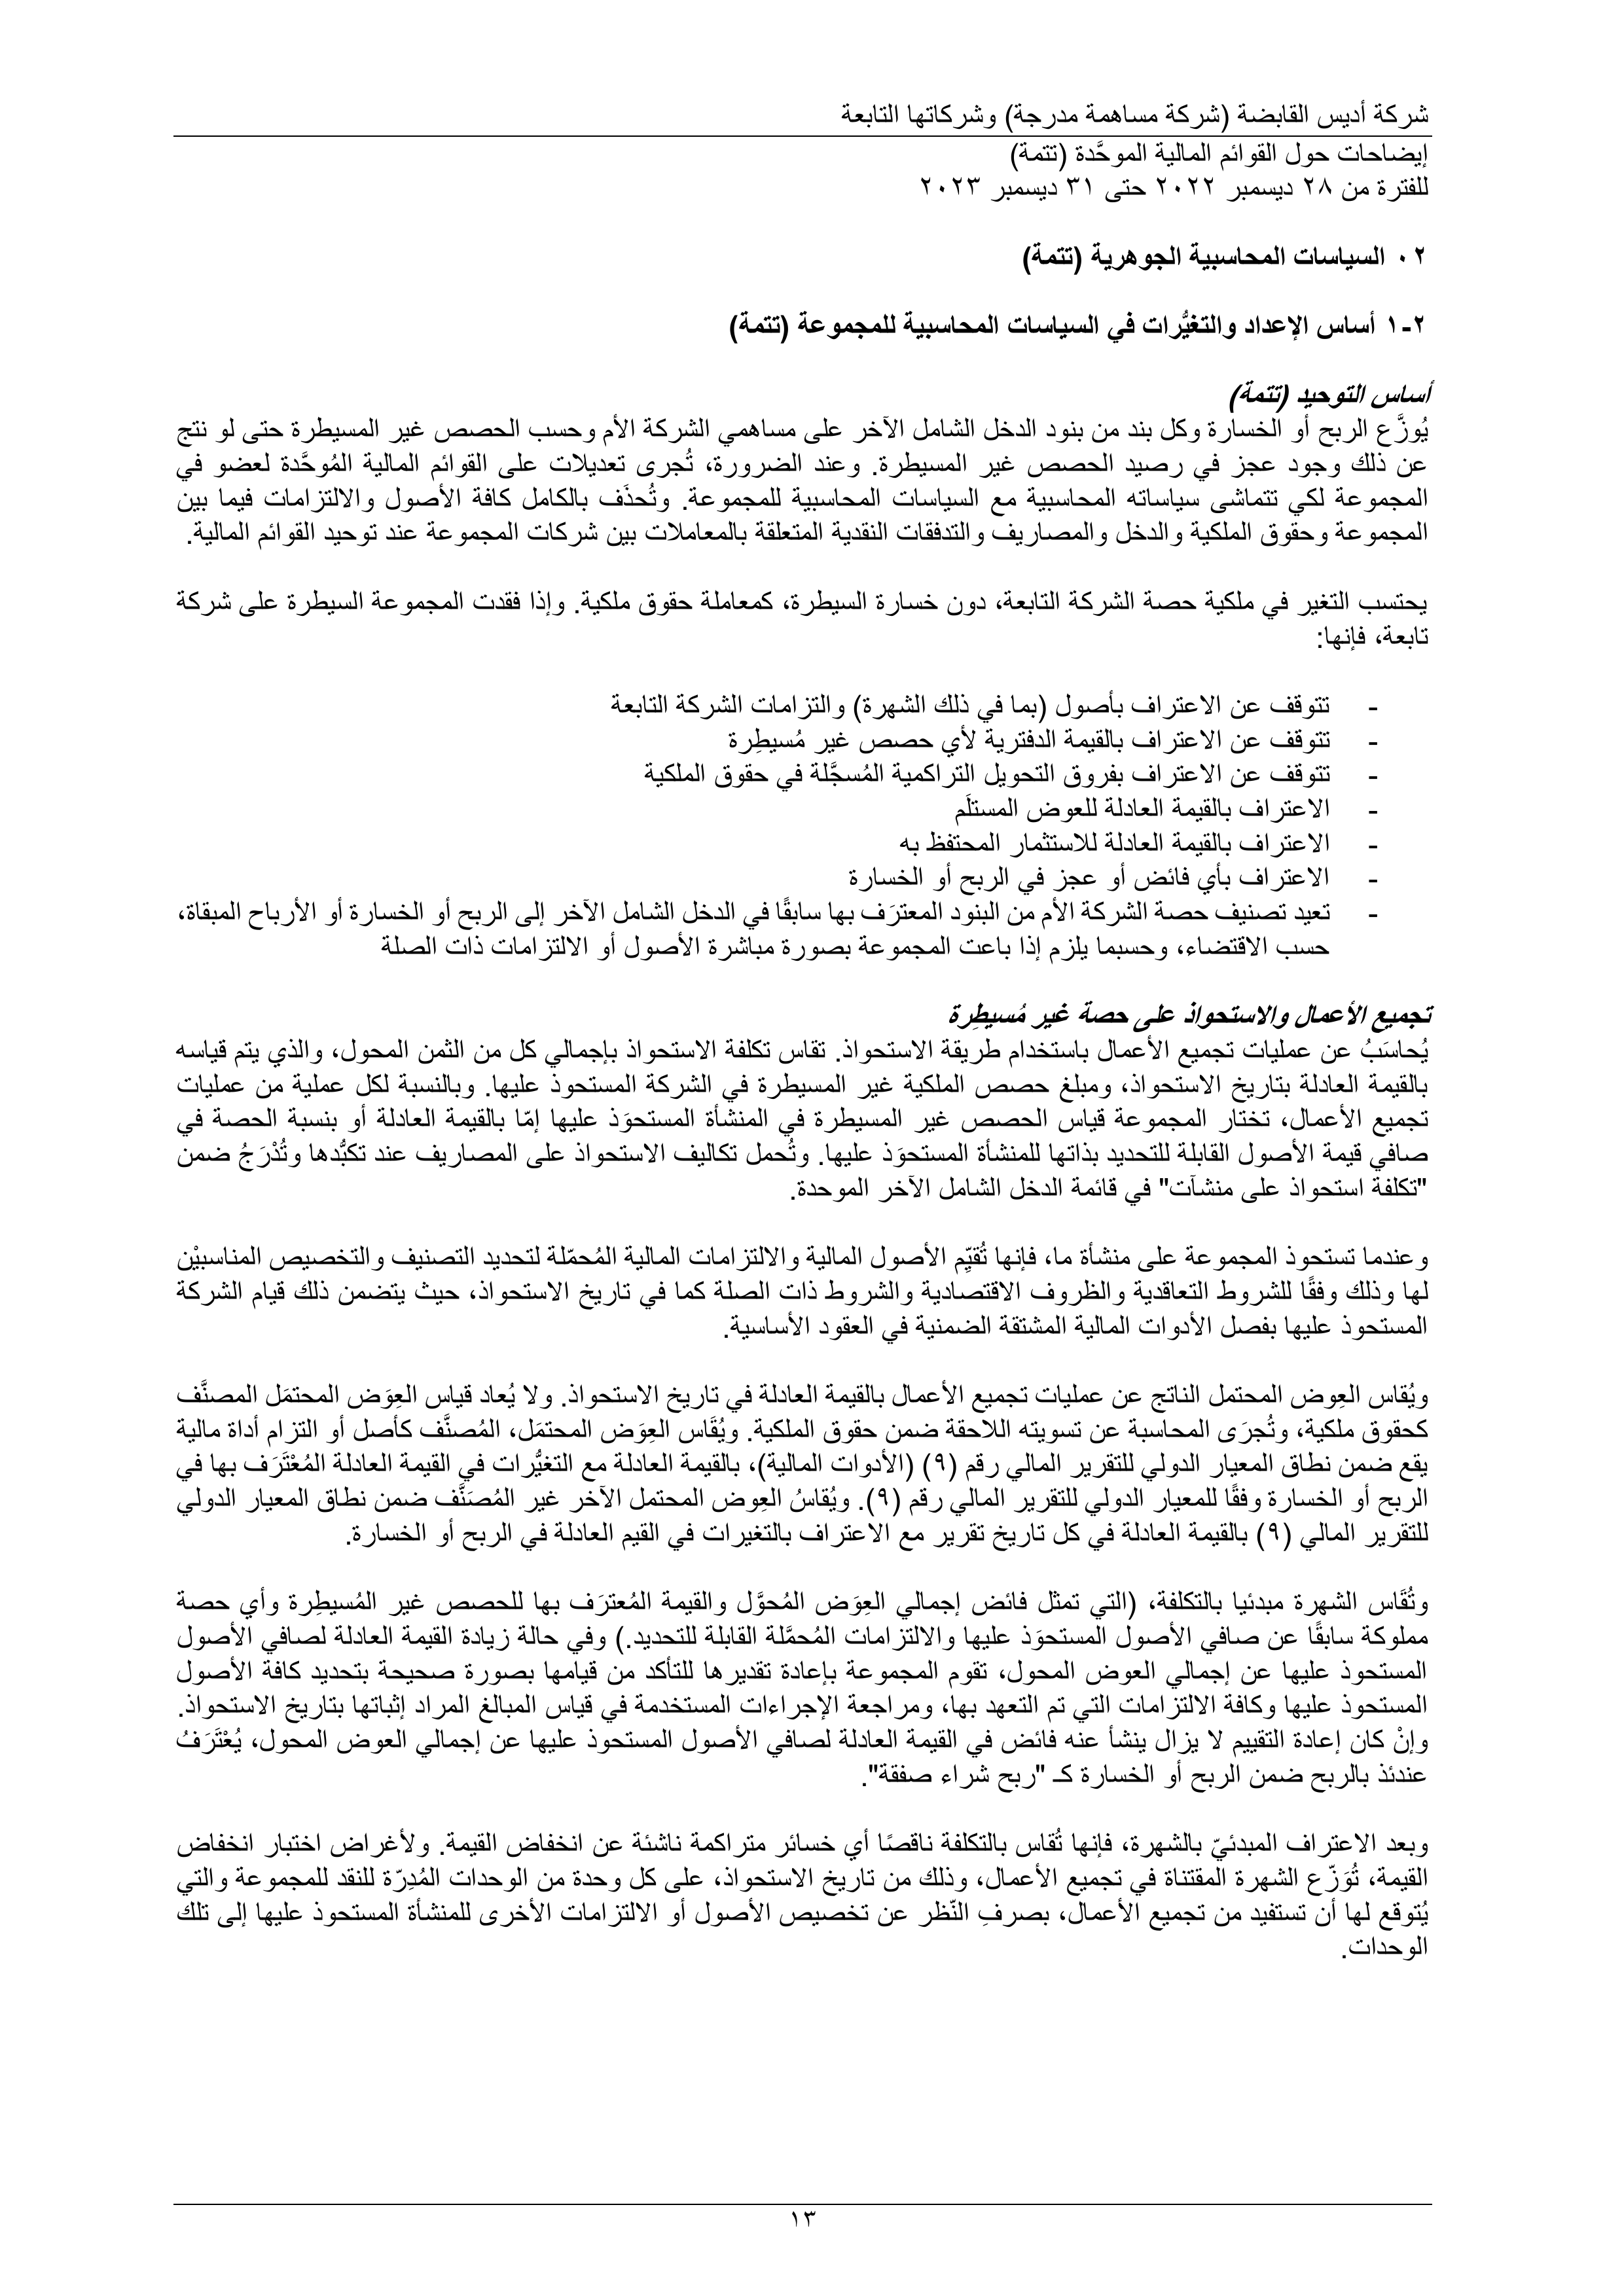 شركة أديس القابضة (شركة مساهمة مدرجة) وشركاتها التابعة
إيضاحات حول القوائم المالية الموحَّدة (تتمة)
للفترة من ٢٨ ديسمبر ٢٠٢٢ حتى ٣١ ديسمبر ٢٠٢٣
٠٢ السياسات المحاسبية الجوهرية (تتمة)
٢-١ أساس الإعداد والتغيُّرات في السياسات المحاسبية للمجموعة (تتمة)
أساس التوحيد (تتمة)
يُوزَّع الربح أو الخسارة وكل بند من بنود الدخل الشامل الآخر على مساهمي الشركة الأم وحسب الحصص غير المسيطرة حتى لو نتج
عن ذلك وجود عجز في رصيد الحصص غير المسيطرة. وعند الضرورة، تُجرى تعديلات على القوائم المالية المُوحَّدة لعضو في
المجموعة لكي تتماشى سياساته المحاسبية مع السياسات المحاسبية للمجموعة. وتُحذَف بالكامل كافة الأصول والالتزامات فيما بين
المجموعة وحقوق الملكية والدخل والمصاريف والتدفقات النقدية المتعلقة بالمعاملات بين شركات المجموعة عند توحيد القوائم المالية.
يحتسب التغير في ملكية حصة الشركة التابعة، دون خسارة السيطرة، كمعاملة حقوق ملكية. وإذا فقدت المجموعة السيطرة على شركة
تابعة، فإنها:
- تتوقف عن الاعتراف بأصول (بما في ذلك الشهرة) والتزامات الشركة التابعة
- تتوقف عن الاعتراف بالقيمة الدفترية لأي حصص غير مُسيطِرة
- تتوقف عن الاعتراف بفروق التحويل التراكمية المُسجَّلة في حقوق الملكية
- الاعتراف بالقيمة العادلة للعوض المستلَم
- الاعتراف بالقيمة العادلة للاستثمار المحتفظ به
- الاعتراف بأي فائض أو عجز في الربح أو الخسارة
- تعيد تصنيف حصة الشركة الأم من البنود المعترَف بها سابقًا في الدخل الشامل الآخر إلى الربح أو الخسارة أو الأرباح المبقاة،
حسب الاقتضاء، وحسبما يلزم إذا باعت المجموعة بصورة مباشرة الأصول أو الالتزامات ذات الصلة
تجميع الأعمال والاستحواذ على حصة غير مُسيطِرة
يُحاسَبُ عن عمليات تجميع الأعمال باستخدام طريقة الاستحواذ. تقاس تكلفة الاستحواذ بإجمالي كل من الثمن المحول، والذي يتم قياسه
بالقيمة العادلة بتاريخ الاستحواذ، ومبلغ حصص الملكية غير المسيطرة في الشركة المستحوذ عليها. وبالنسبة لكل عملية من عمليات
تجميع الأعمال، تختار المجموعة قياس الحصص غير المسيطرة في المنشأة المستحوَذ عليها إمّا بالقيمة العادلة أو بنسبة الحصة في
صافي قيمة الأصول القابلة للتحديد بذاتها للمنشأة المستحوَذ عليها. وتُحمل تكاليف الاستحواذ على المصاريف عند تكبُّدها وتُدْرَجُ ضمن
"تكلفة استحواذ على منشآت" في قائمة الدخل الشامل الآخر الموحدة.
وعندما تستحوذ المجموعة على منشأة ما، فإنها تُقيّم الأصول المالية والالتزامات المالية المُحمّلة لتحديد التصنيف والتخصيص المناسبيْن
لها وذلك وفقًا للشروط التعاقدية والظروف الاقتصادية والشروط ذات الصلة كما في تاريخ الاستحواذ، حيث يتضمن ذلك قيام الشركة
المستحوذ عليها بفصل الأدوات المالية المشتقة الضمنية في العقود الأساسية.
ويُقاس العِوض المحتمل الناتج عن عمليات تجميع الأعمال بالقيمة العادلة في تاريخ الاستحواذ. ولا يُعاد قياس العِوَض المحتمَل المصنَّف
كحقوق ملكية، وتُجرَى المحاسبة عن تسويته اللاحقة ضمن حقوق الملكية. ويُقَاس العِوَض المحتمَل، المُصنَّف كأصل أو التزام أداة مالية
يقع ضمن نطاق المعيار الدولي للتقرير المالي رقم (٩) (الأدوات المالية)، بالقيمة العادلة مع التغيُّرات في القيمة العادلة المُعْتَرَف بها في
الربح أو الخسارة وفقًا للمعيار الدولي للتقرير المالي رقم (٩). ويُقاسُ العِوض المحتمل الآخر غير المُصَنَّف ضمن نطاق المعيار الدولي
للتقرير المالي (٩) بالقيمة العادلة في كل تاريخ تقرير مع الاعتراف بالتغيرات في القيم العادلة في الربح أو الخسارة.
وتُقَاس الشهرة مبدئيا بالتكلفة، (التي تمثل فائض إجمالي العِوَض المُحوَّل والقيمة المُعترَف بها للحصص غير المُسيطِرة وأي حصة
مملوكة سابقًا عن صافي الأصول المستحوَذ عليها والالتزامات المُحمَّلة القابلة للتحديد.) وفي حالة زيادة القيمة العادلة لصافي الأصول
المستحوذ عليها عن إجمالي العوض المحول، تقوم المجموعة بإعادة تقديرها للتأكد من قيامها بصورة صحيحة بتحديد كافة الأصول
المستحوذ عليها وكافة الالتزامات التي تم التعهد بها، ومراجعة الإجراءات المستخدمة في قياس المبالغ المراد إثباتها بتاريخ الاستحواذ.
وإنْ كان إعادة التقييم لا يزال ينشأ عنه فائض في القيمة العادلة لصافي الأصول المستحوذ عليها عن إجمالي العوض المحول، يُعْتَرَفُ
عندئذ بالربح ضمن الربح أو الخسارة كـ "ربح شراء صفقة".
وبعد الاعتراف المبدئيّ بالشهرة، فإنها تُقاس بالتكلفة ناقصًا أي خسائر متراكمة ناشئة عن انخفاض القيمة. ولأغراض اختبار انخفاض
القيمة، تُوَزّع الشهرة المقتناة في تجميع الأعمال، وذلك من تاريخ الاستحواذ، على كل وحدة من الوحدات المُدِرّة للنقد للمجموعة والتي
يُتوقع لها أن تستفيد من تجميع الأعمال، بصرفِ النّظر عن تخصيص الأصول أو الالتزامات الأخرى للمنشأة المستحوذ عليها إلى تلك
الوحدات.
١٣